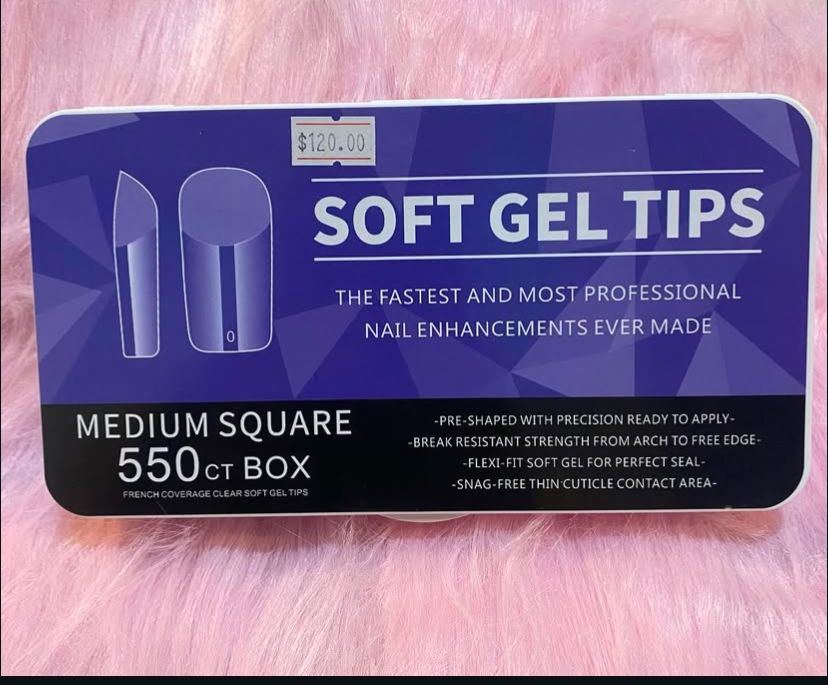 $120.00
SOFT GEL TIPS
THE FASTEST AND MOST PROFESSIONAL
NAIL ENHANCEMENTS EVER MADE
0
MEDIUM SQUARE
550CT BOX
FRENCH COVERAGE CLEAR SOFT GEL TIPS
-PRE-SHAPED WITH PRECISION READY TO APPLY-
-BREAK RESISTANT STRENGTH FROM ARCH TO FREE EDGE-
-FLEXI-FIT SOFT GEL FOR PERFECT SEAL-
-SNAG-FREE THIN CUTICLE CONTACT AREA-